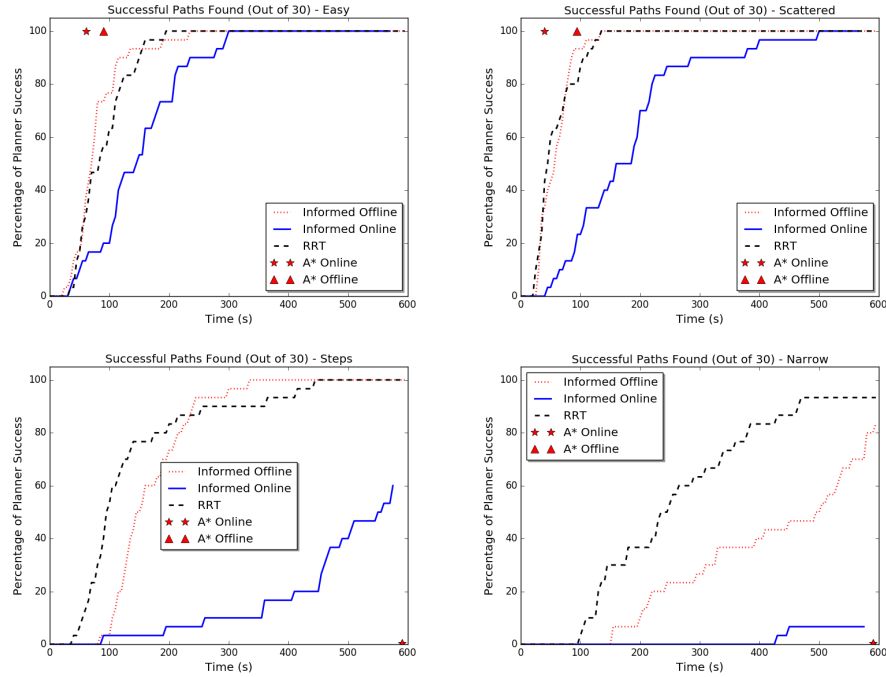 Successful Paths Found (Out of 30) - Easy
100
80
60
40
20
0
Percentage of Planner Success
0 100 200 300 400 500 600
Time (s)
Informed Offline
Informed Online
RRT
A* Online
A* Offline
Successful Paths Found (Out of 30) - Scattered
100
80
60
40
20
0
Percentage of Planner Success
0 100 200 300 400 500 600
Time (s)
Informed Offline
Informed Online
RRT
A* Online
A* Offline
Successful Paths Found (Out of 30) - Steps
100
80
60
40
20
0
Percentage of Planner Success
0 100 200 300 400 500 600
Time (s)
Informed Offline
Informed Online
RRT
A* Online
A* Offline
Successful Paths Found (Out of 30) - Narrow
100
80
60
40
20
0
Percentage of Planner Success
0 100 200 300 400 500 600
Time (s)
Informed Offline
Informed Online
RRT
A* Online
A* Offline